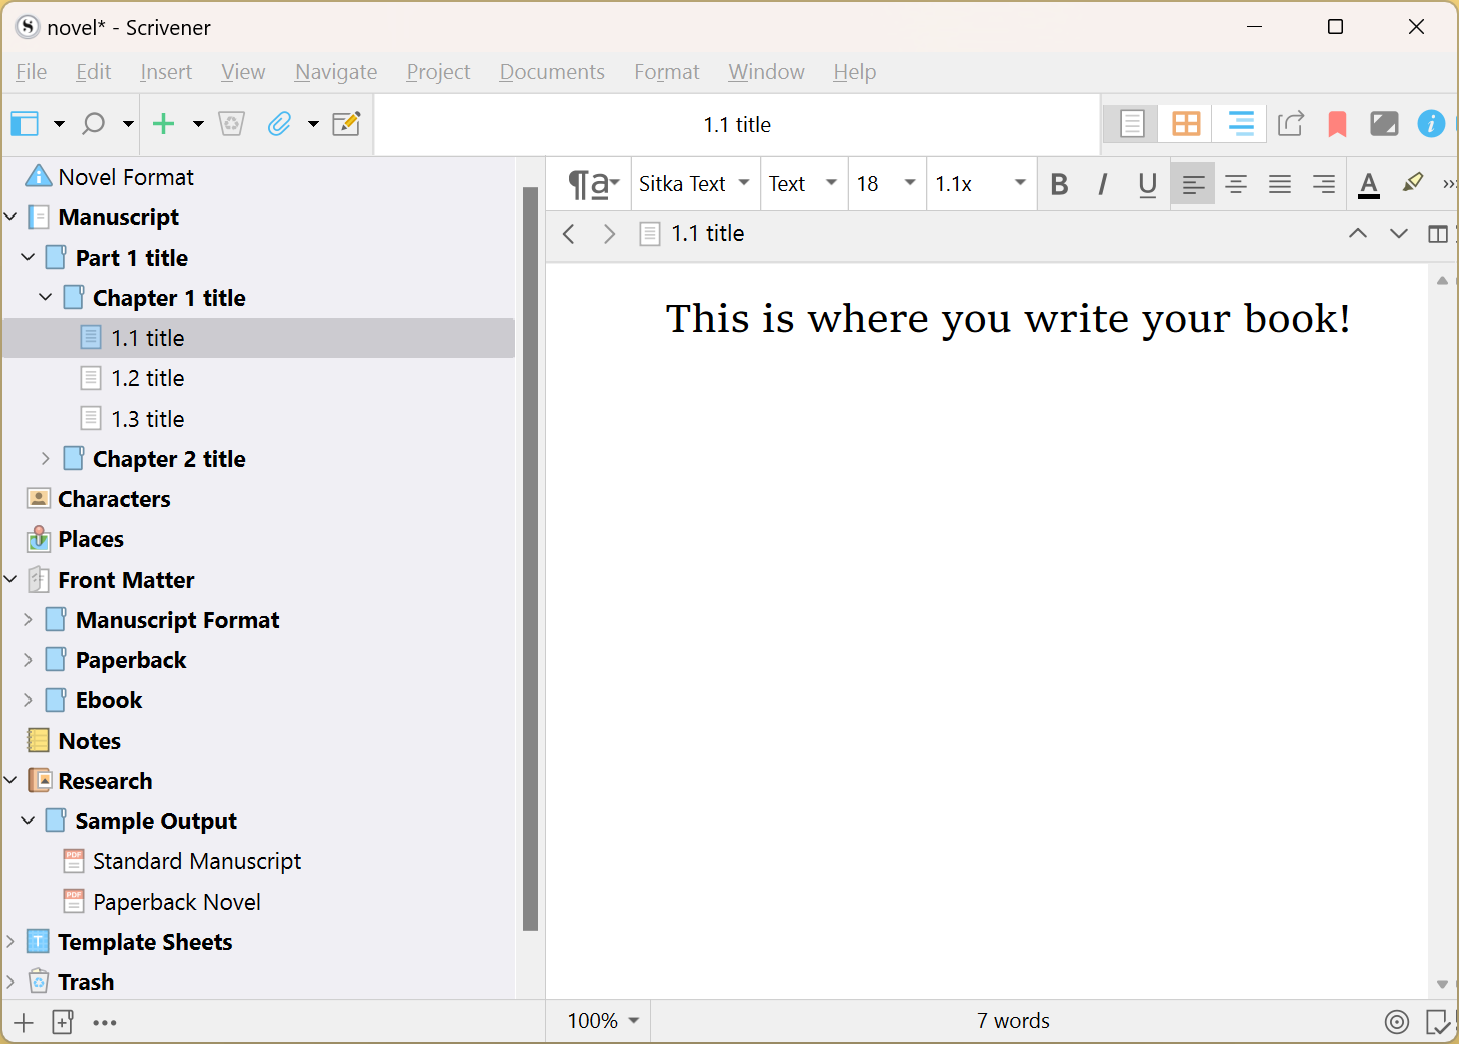 novel* - Scrivener
File Edit Insert View Navigate Project Documents Format Window Help
1.1 title
Novel Format
Manuscript
Part 1 title
Chapter 1 title
1.1 title
1.2 title
1.3 title
Chapter 2 title
Characters
Places
Front Matter
Manuscript Format
Paperback
Ebook
Notes
Research
Sample Output
PDF Standard Manuscript
PDF Paperback Novel
T Template Sheets
Trash
¶a Sitka Text Text 18 1.1x B I U A »
1.1 title
This is where you write your book!
100% 7 words